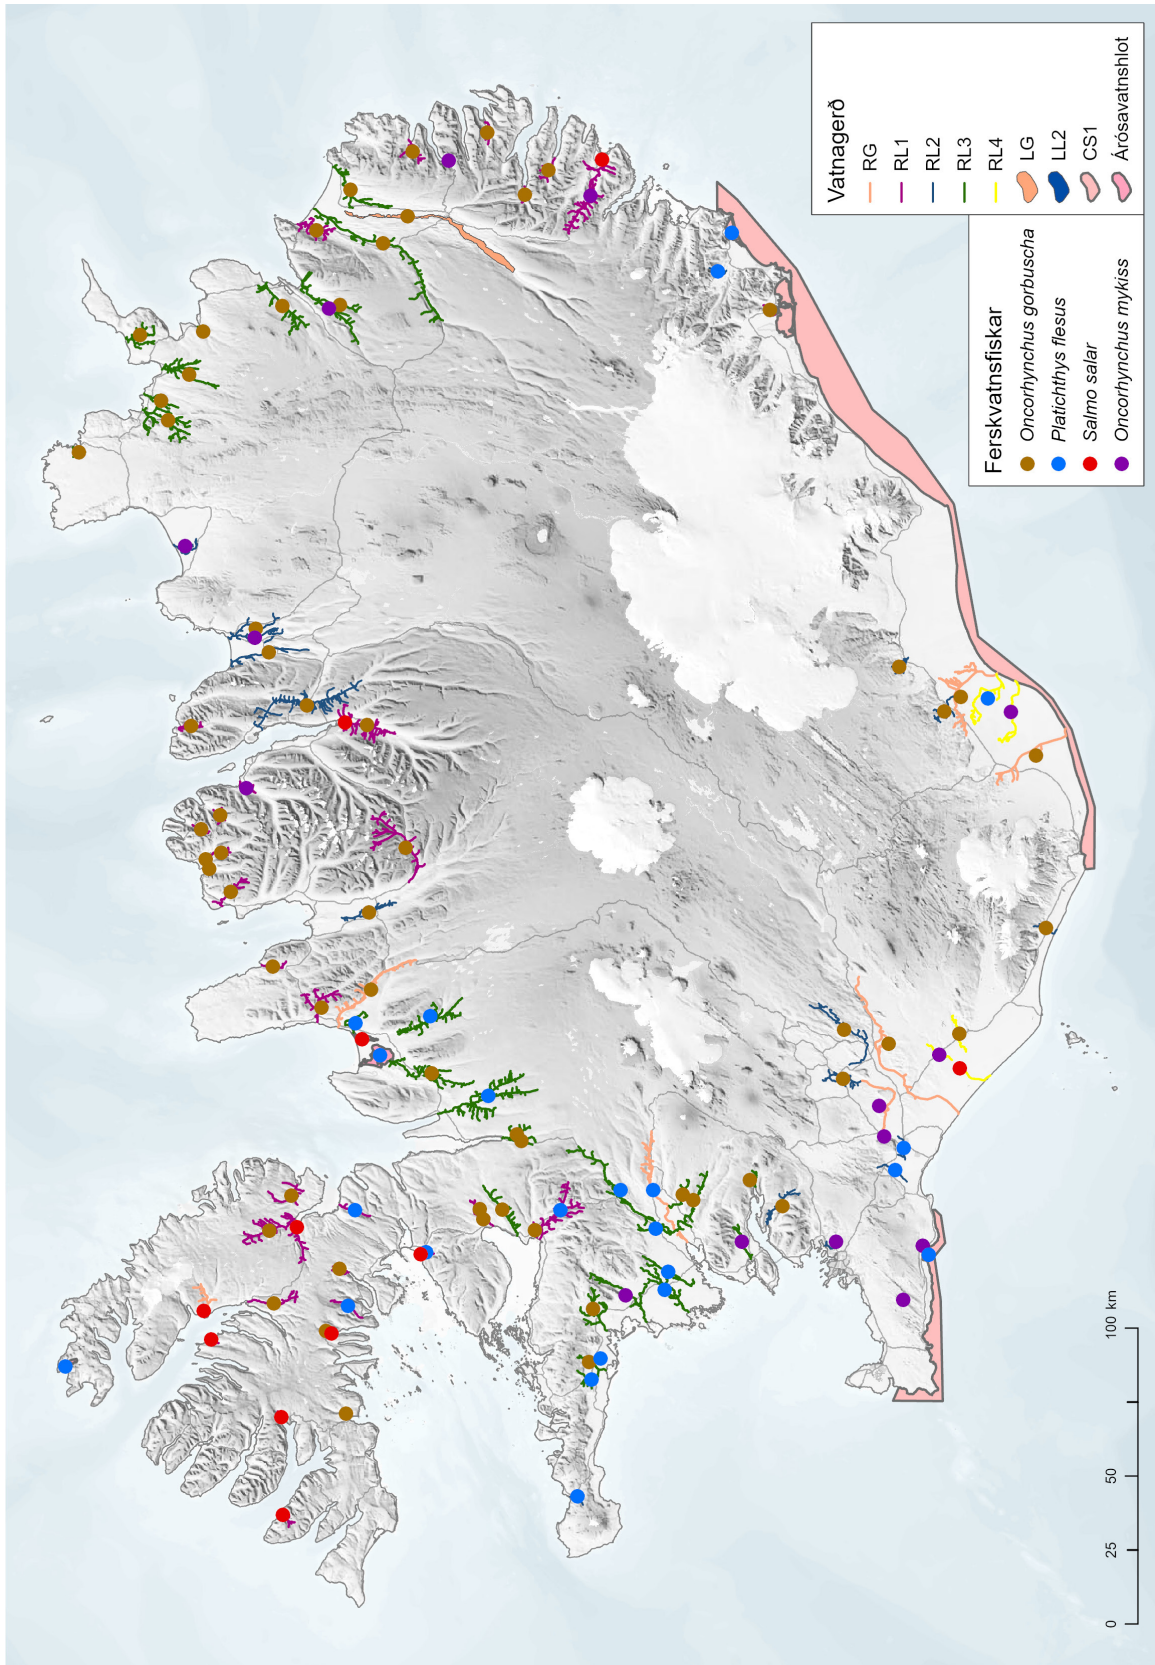 Vatnagerð
RG
RL1
RL2
RL3
RL4
LG
LL2
CS1
Árósavatnshlot
Ferskvatnsfiskar
Oncorhynchus gorbuscha
Platichthys flesus
Salmo salar
Oncorhynchus mykiss
0 25 50 100 km